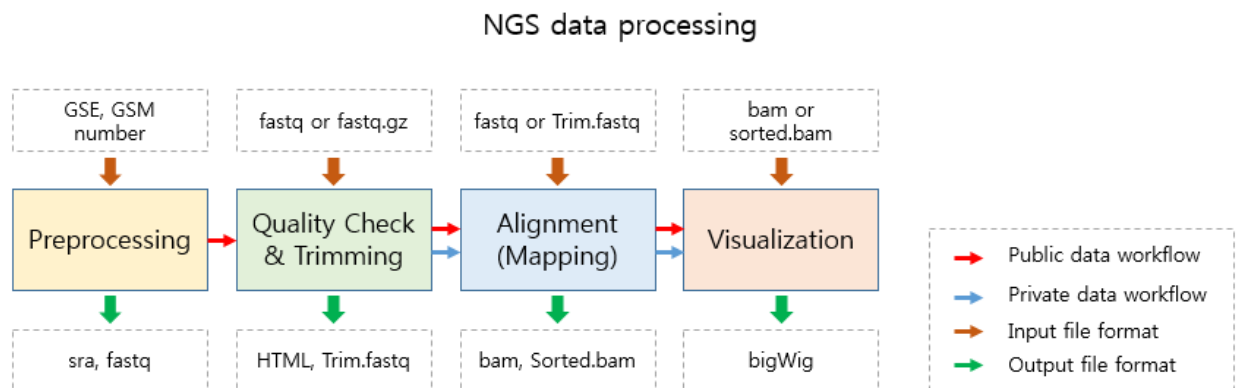 NGS data processing
GSE, GSM
number
fastq or fastq.gz
fastq or Trim.fastq
bam or
sorted.bam
Preprocessing
Quality Check
& Trimming
Alignment
(Mapping)
Visualization
sra, fastq
HTML, Trim.fastq
bam, Sorted.bam
bigWig
Public data workflow
Private data workflow
Input file format
Output file format